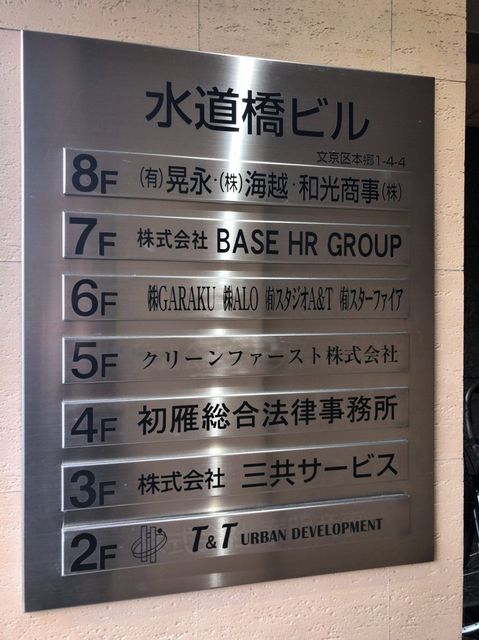 水道橋ビル
文京区本郷1-4-4
8F (有)晃永・(株)海越・和光商事(株)
7F 株式会社 BASE HR GROUP
6F ㈱GARAKU ㈱ALO ㈲スタジオA&T ㈲スターファイア
5F クリーンファースト株式会社
4F 初雁総合法律事務所
3F 株式会社 三共サービス
2F T&T URBAN DEVELOPMENT